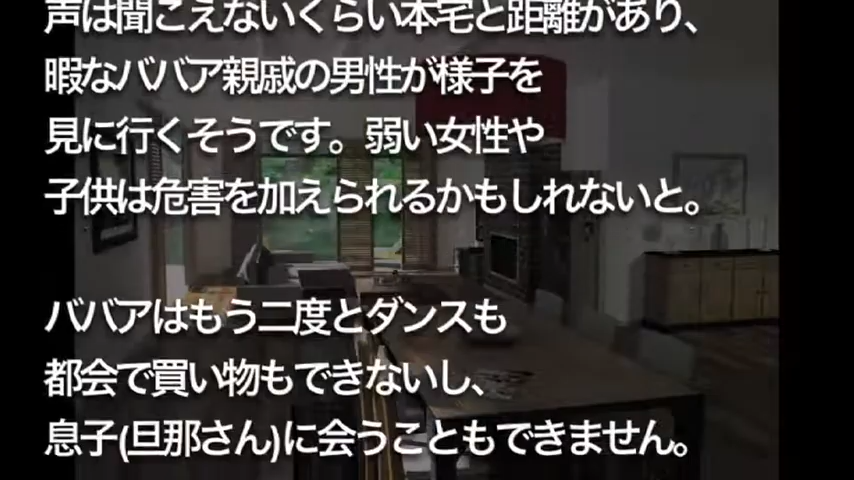 声は聞こえないくらい本宅と距離があり、
暇なババア親戚の男性が様子を
見に行くそうです。弱い女性や
子供は危害を加えられるかもしれないと。
ババアはもう二度とダンスも
都会で買い物もできないし、
息子(旦那さん)に会うこともできません。